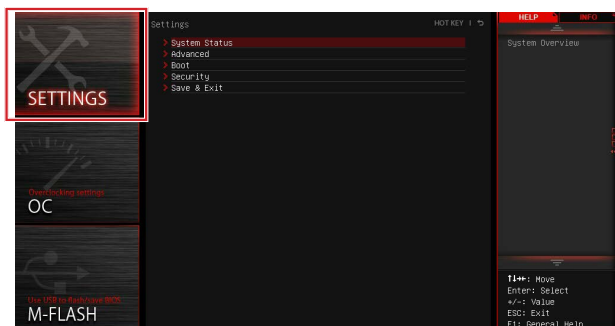 SETTINGS
Overclocking settings
OC
Use USB to flash/save BIOS
M-FLASH
Settings
HOT KEY |
> System Status
> Advanced
> Boot
> Security
> Save & Exit
HELP
INFO
System Overview
↑↓→←: Move
Enter: Select
+/-: Value
ESC: Exit
F1: General Help